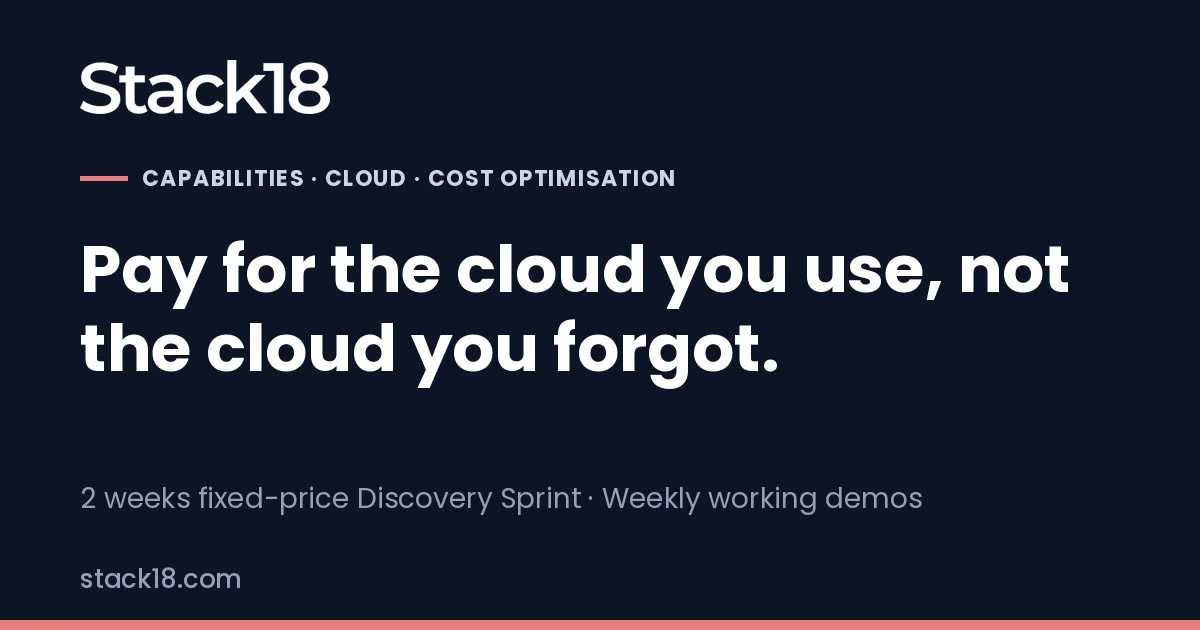 Stack18
CAPABILITIES · CLOUD · COST OPTIMISATION
Pay for the cloud you use, not
the cloud you forgot.
2 weeks fixed-price Discovery Sprint · Weekly working demos
stack18.com